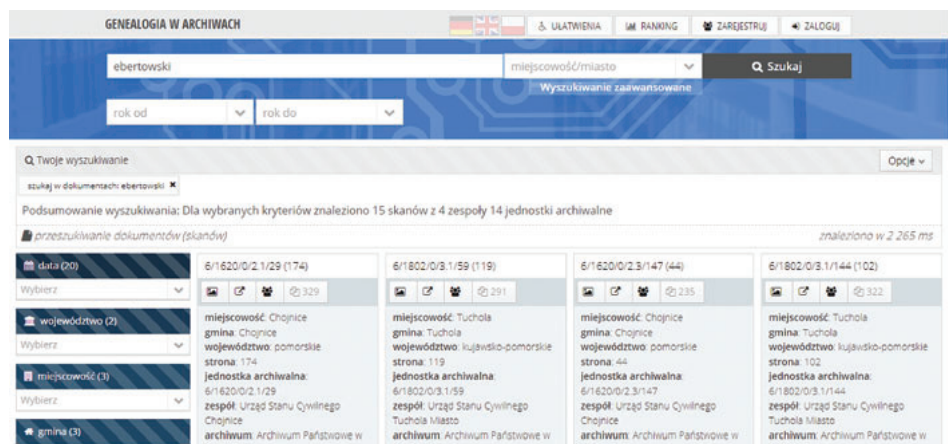 GENEALOGIA W ARCHIWACH
UŁATWIENIA
RANKING
ZAREJESTRUJ
ZALOGUJ
ebertowski
miejscowość/miasto
Szukaj
Wyszukiwanie zaawansowane
rok od
rok do
Twoje wyszukiwanie
Opcje
szukaj w dokumentach: ebertowski ✖
Podsumowanie wyszukiwania: Dla wybranych kryteriów znaleziono 15 skanów z 4 zespoły 14 jednostki archiwalne
przeszukiwanie dokumentów (skanów)
znaleziono w 2 265 ms
data (20)
Wybierz
województwo (2)
Wybierz
miejscowość (3)
Wybierz
gmina (3)
6/1620/0/2.1/29 (174)
329
miejscowość: Chojnice
gmina: Chojnice
województwo: pomorskie
strona: 174
jednostka archiwalna:
6/1620/0/2.1/29
zespół: Urząd Stanu Cywilnego
Chojnice
archiwum: Archiwum Państwowe w
6/1802/0/3.1/59 (119)
291
miejscowość: Tuchola
gmina: Tuchola
województwo: kujawsko-pomorskie
strona: 119
jednostka archiwalna:
6/1802/0/3.1/59
zespół: Urząd Stanu Cywilnego
Tuchola Miasto
archiwum: Archiwum Państwowe w
6/1620/0/2.3/147 (44)
235
miejscowość: Chojnice
gmina: Chojnice
województwo: pomorskie
strona: 44
jednostka archiwalna:
6/1620/0/2.3/147
zespół: Urząd Stanu Cywilnego
Chojnice
archiwum: Archiwum Państwowe w
6/1802/0/3.1/144 (102)
322
miejscowość: Tuchola
gmina: Tuchola
województwo: kujawsko-pomorskie
strona: 102
jednostka archiwalna:
6/1802/0/3.1/144
zespół: Urząd Stanu Cywilnego
Tuchola Miasto
archiwum: Archiwum Państwowe w